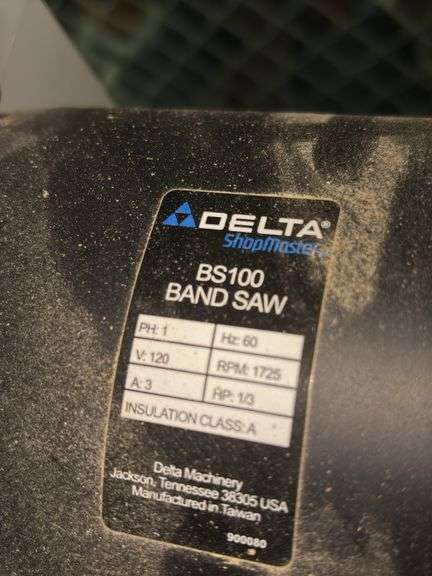 DELTA®
ShopMaster
BS100
BAND SAW
PH: 1 Hz: 60
V: 120 RPM: 1725
A: 3 HP: 1/3
INSULATION CLASS: A
Delta Machinery
Jackson, Tennessee 38305 USA
Manufactured in Taiwan
900080